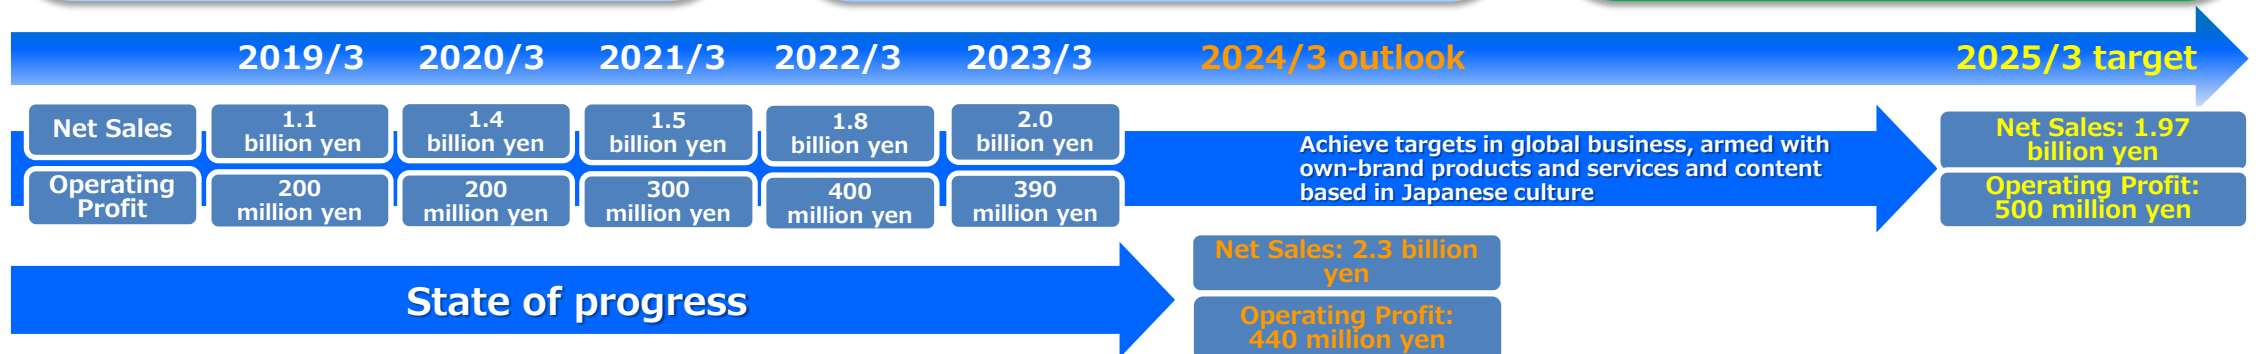 2019/3 2020/3 2021/3 2022/3 2023/3 2024/3 outlook 2025/3 target
Net Sales
1.1
billion yen
1.4
billion yen
1.5
billion yen
1.8
billion yen
2.0
billion yen
Operating
Profit
200
million yen
200
million yen
300
million yen
400
million yen
390
million yen
Achieve targets in global business, armed with
own-brand products and services and content
based in Japanese culture
Net Sales: 1.97
billion yen
Operating Profit:
500 million yen
State of progress
Net Sales: 2.3 billion
yen
Operating Profit:
440 million yen